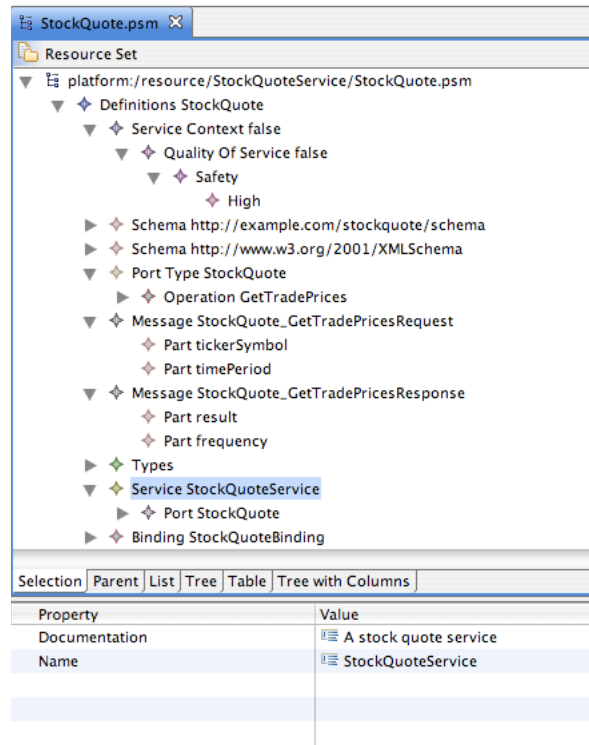 StockQuote.psm
Resource Set
platform:/resource/StockQuoteService/StockQuote.psm
Definitions StockQuote
Service Context false
Quality Of Service false
Safety
High
Schema http://example.com/stockquote/schema
Schema http://www.w3.org/2001/XMLSchema
Port Type StockQuote
Operation GetTradePrices
Message StockQuote_GetTradePricesRequest
Part tickerSymbol
Part timePeriod
Message StockQuote_GetTradePricesResponse
Part result
Part frequency
Types
Service StockQuoteService
Port StockQuote
Binding StockQuoteBinding
Selection Parent List Tree Table Tree with Columns
Property Value
Documentation A stock quote service
Name StockQuoteService